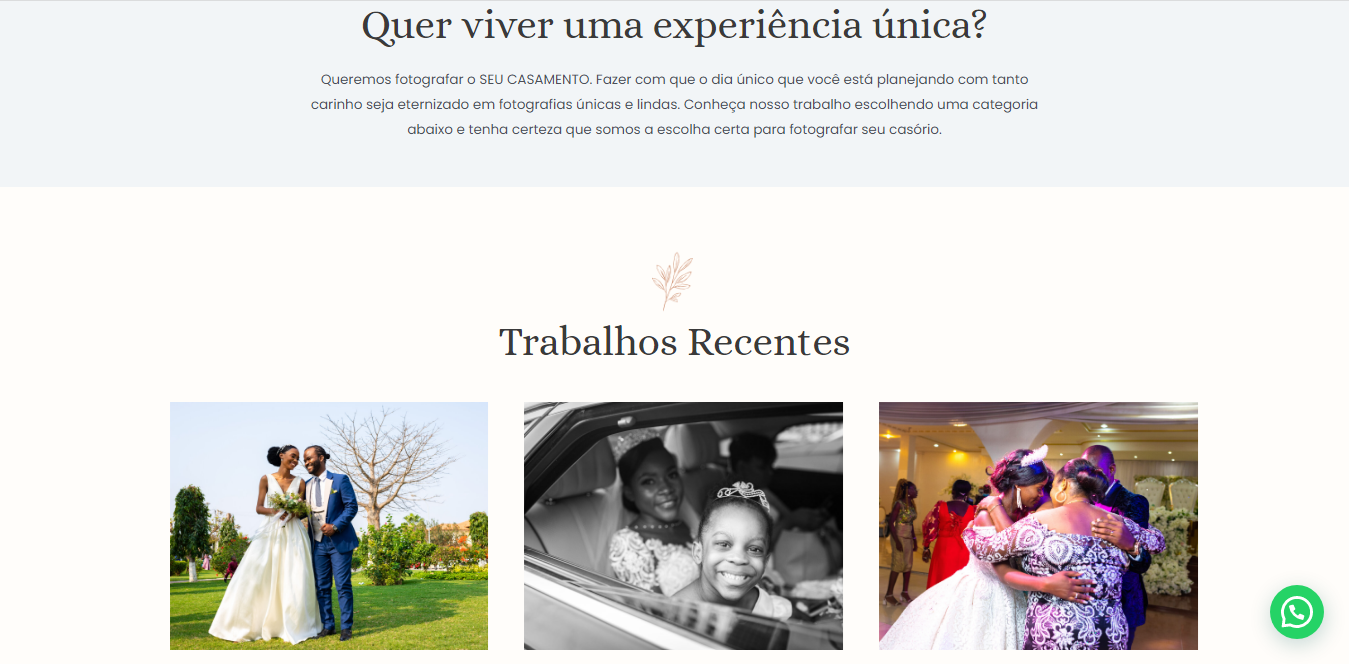 Quer viver uma experiência única?
Queremos fotografar o SEU CASAMENTO. Fazer com que o dia único que você está planejando com tanto
carinho seja eternizado em fotografias únicas e lindas. Conheça nosso trabalho escolhendo uma categoria
abaixo e tenha certeza que somos a escolha certa para fotografar seu casório.
Trabalhos Recentes